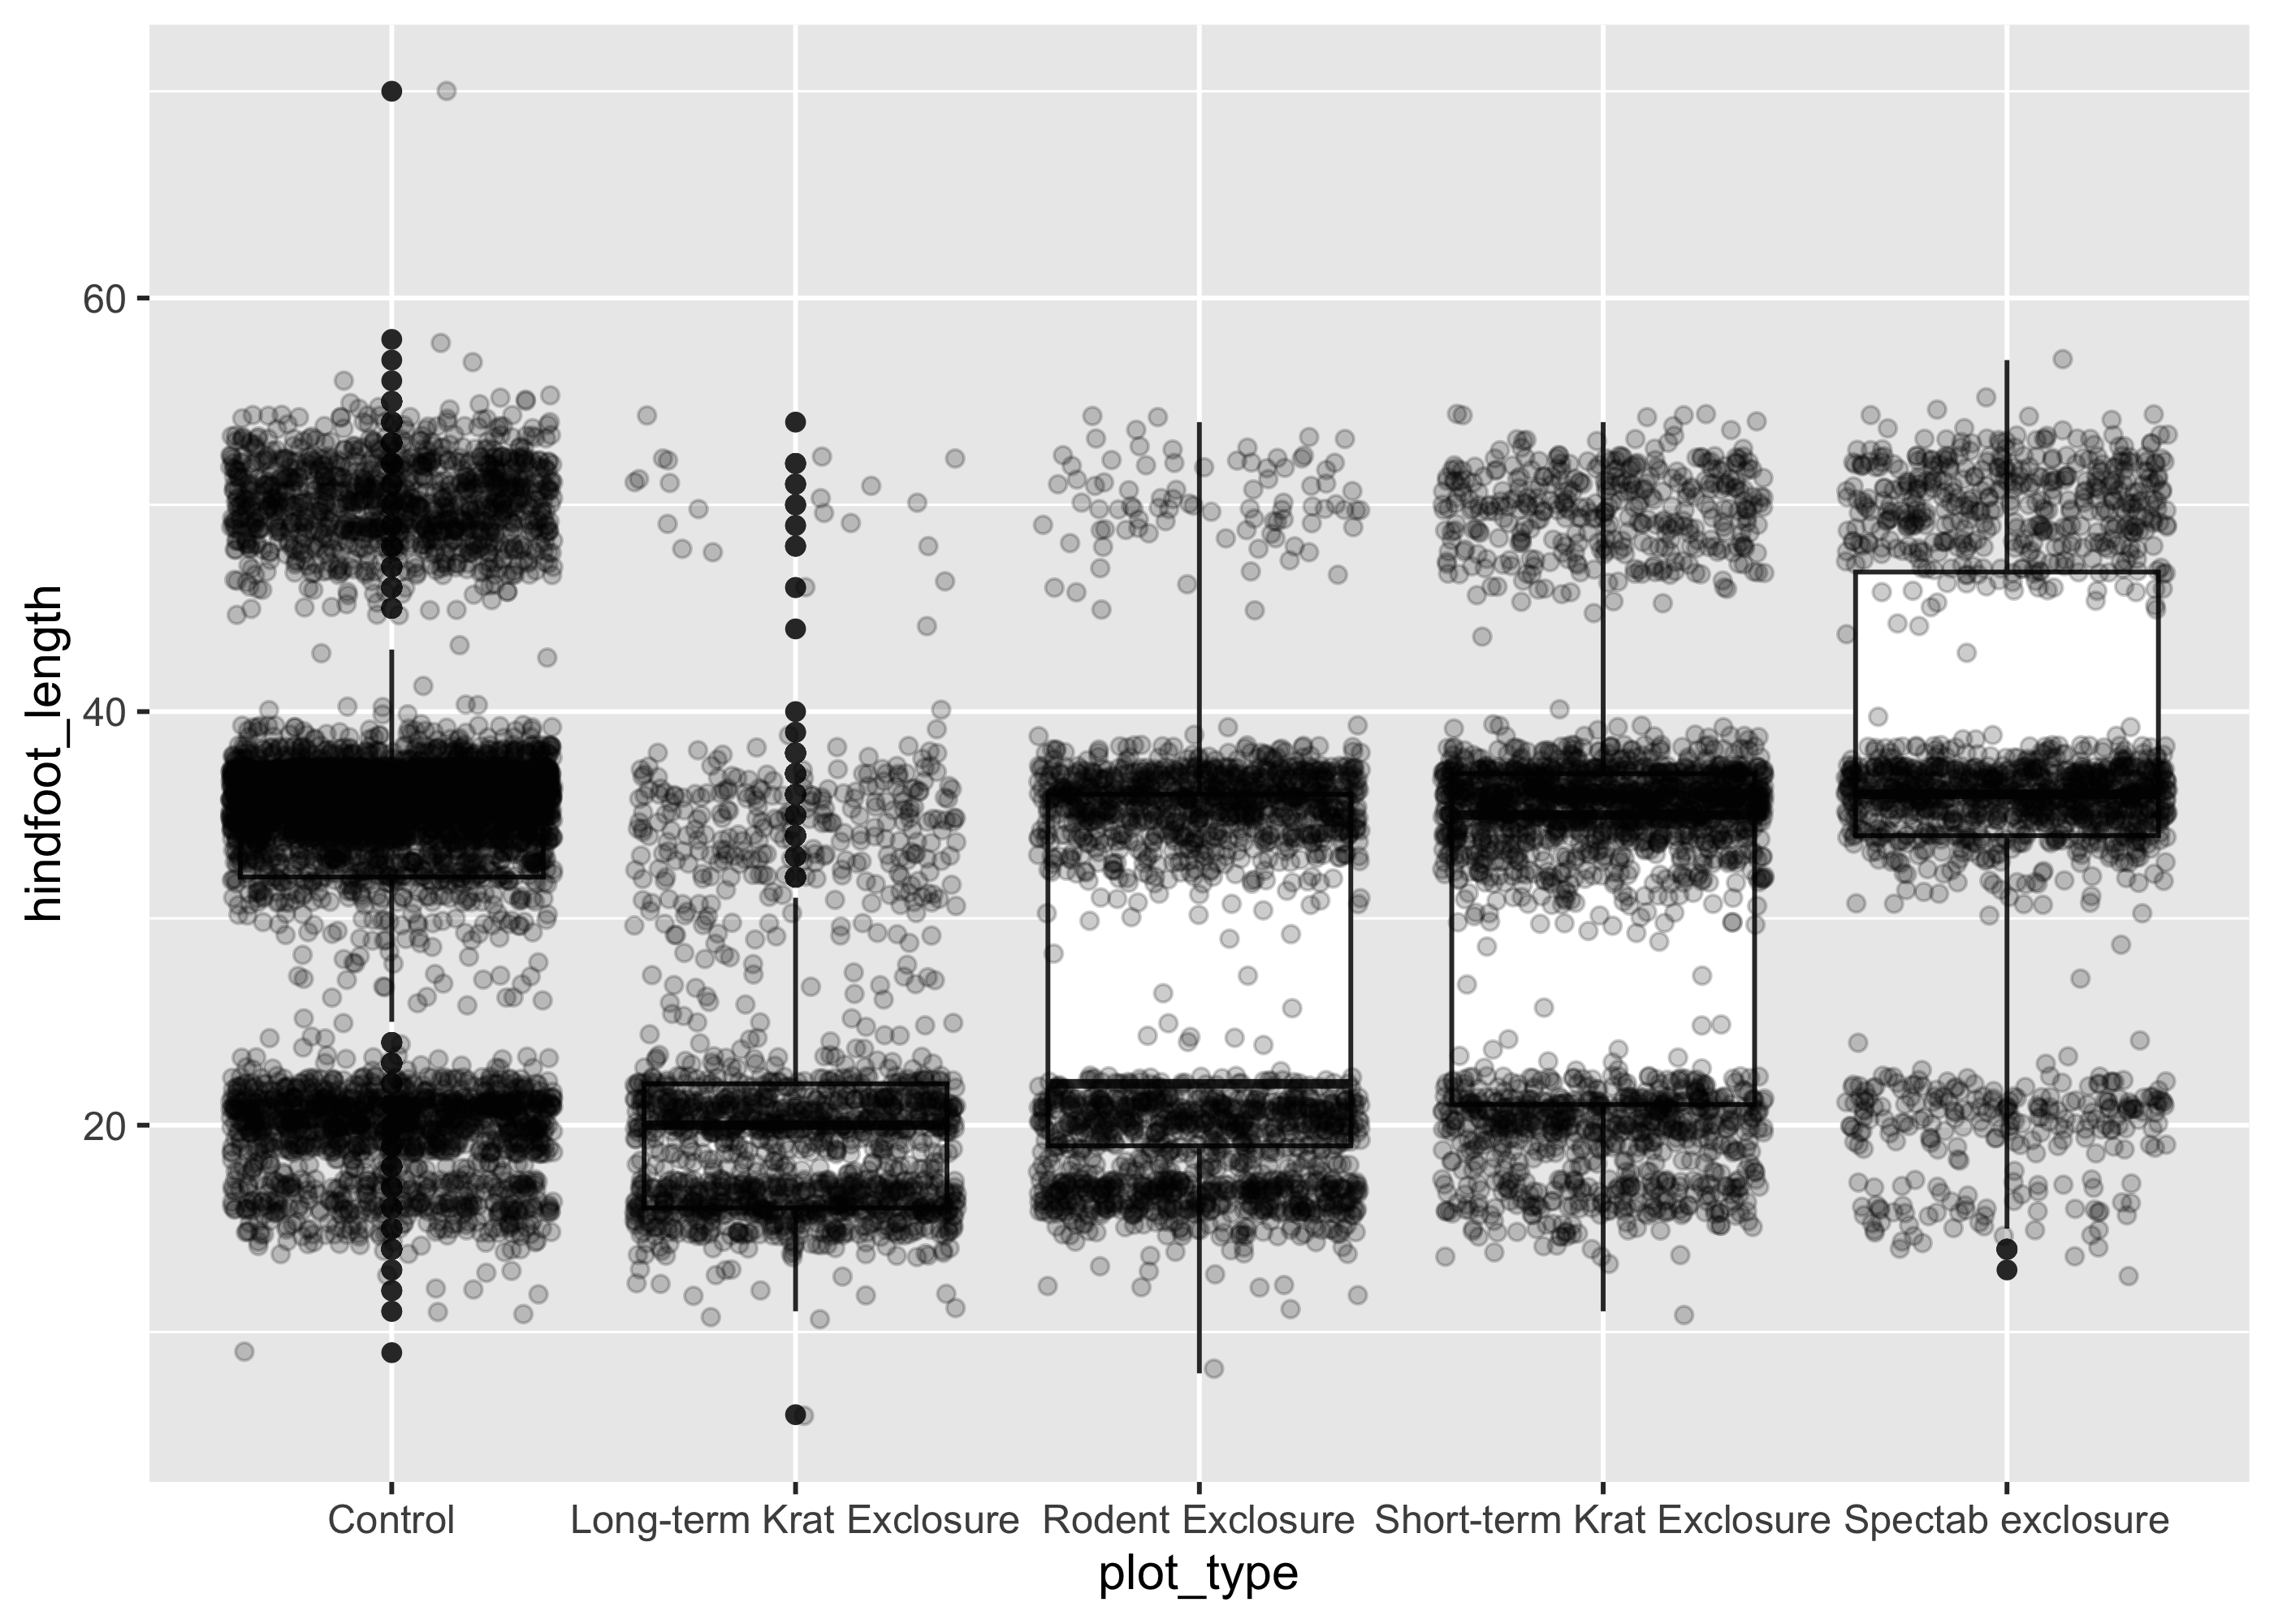 hindfoot_length
60
40
20
Control
Long-term Krat Exclosure
Rodent Exclosure
Short-term Krat Exclosure
Spectab exclosure
plot_type